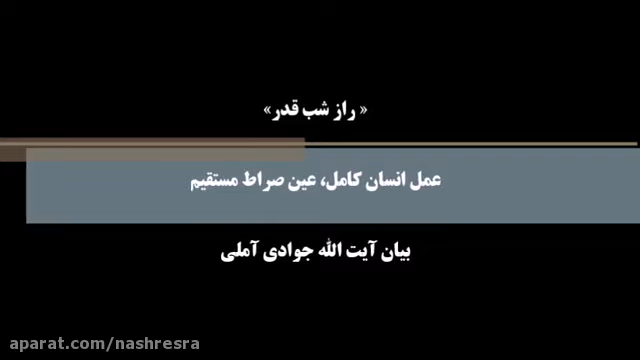 « راز شب قدر»
عمل انسان کامل، عین صراط مستقیم
بیان آیت الله جوادی آملی
aparat.com/nashresra